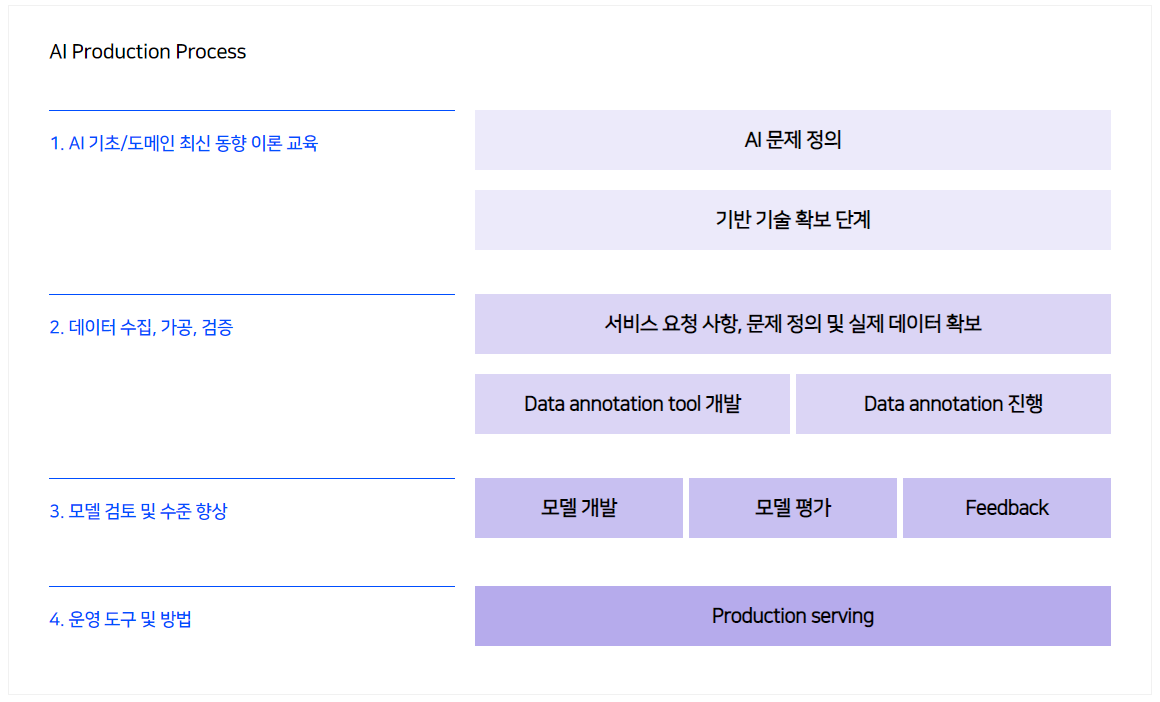 AI Production Process
1. AI 기초/도메인 최신 동향 이론 교육
AI 문제 정의
기반 기술 확보 단계
2. 데이터 수집, 가공, 검증
서비스 요청 사항, 문제 정의 및 실제 데이터 확보
Data annotation tool 개발
Data annotation 진행
3. 모델 검토 및 수준 향상
모델 개발
모델 평가
Feedback
4. 운영 도구 및 방법
Production serving